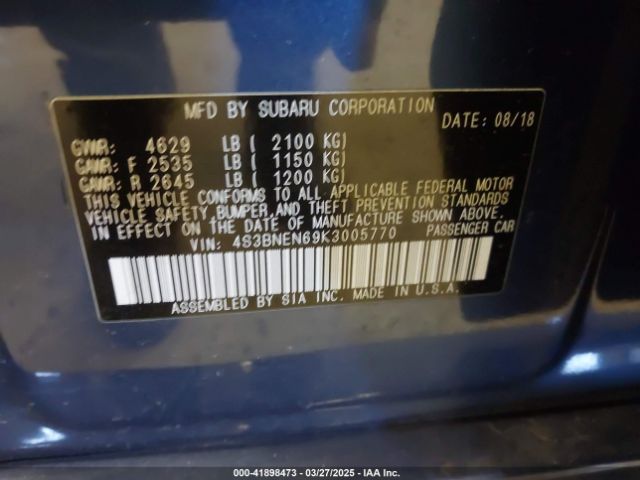 MFD BY SUBARU CORPORATION
DATE: 08/18
GVWR: 4629 LB ( 2100 KG)
GAWR: F 2535 LB ( 1150 KG)
GAWR: R 2645 LB ( 1200 KG)
THIS VEHICLE CONFORMS TO ALL APPLICABLE FEDERAL MOTOR
VEHICLE SAFETY, BUMPER, AND THEFT PREVENTION STANDARDS
IN EFFECT ON THE DATE OF MANUFACTURE SHOWN ABOVE.
VIN: 4S3BNEN69K3005770 PASSENGER CAR
ASSEMBLED BY SIA INC. MADE IN U.S.A.
000-41898473 — 03/27/2025 — IAA Inc.